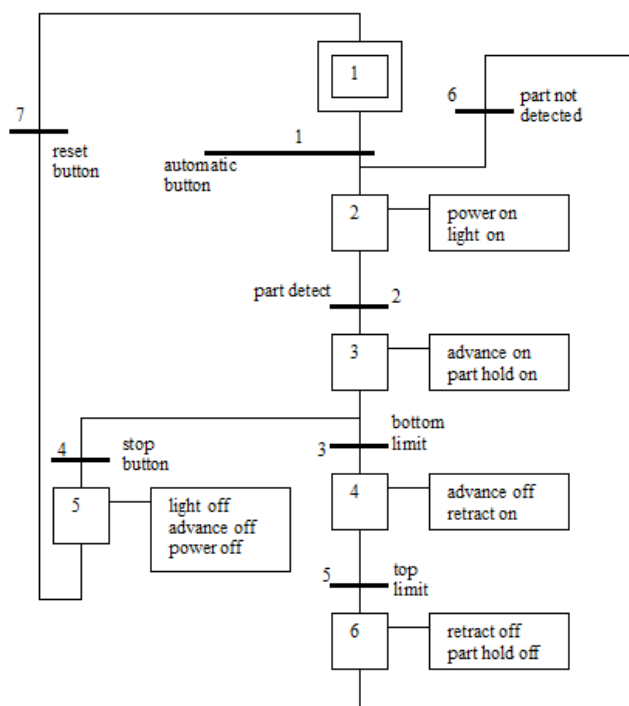 1
7
reset
button
1
automatic
button
6
part not
detected
2
power on
light on
part detect
2
3
advance on
part hold on
4
stop
button
3
bottom
limit
5
light off
advance off
power off
4
advance off
retract on
5
top
limit
6
retract off
part hold off